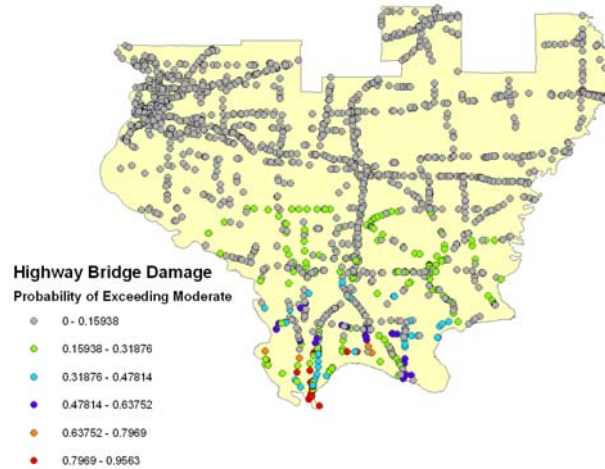 Highway Bridge Damage
Probability of Exceeding Moderate
0 - 0.15938
0.15938 - 0.31876
0.31876 - 0.47814
0.47814 - 0.63752
0.63752 - 0.7969
0.7969 - 0.9563